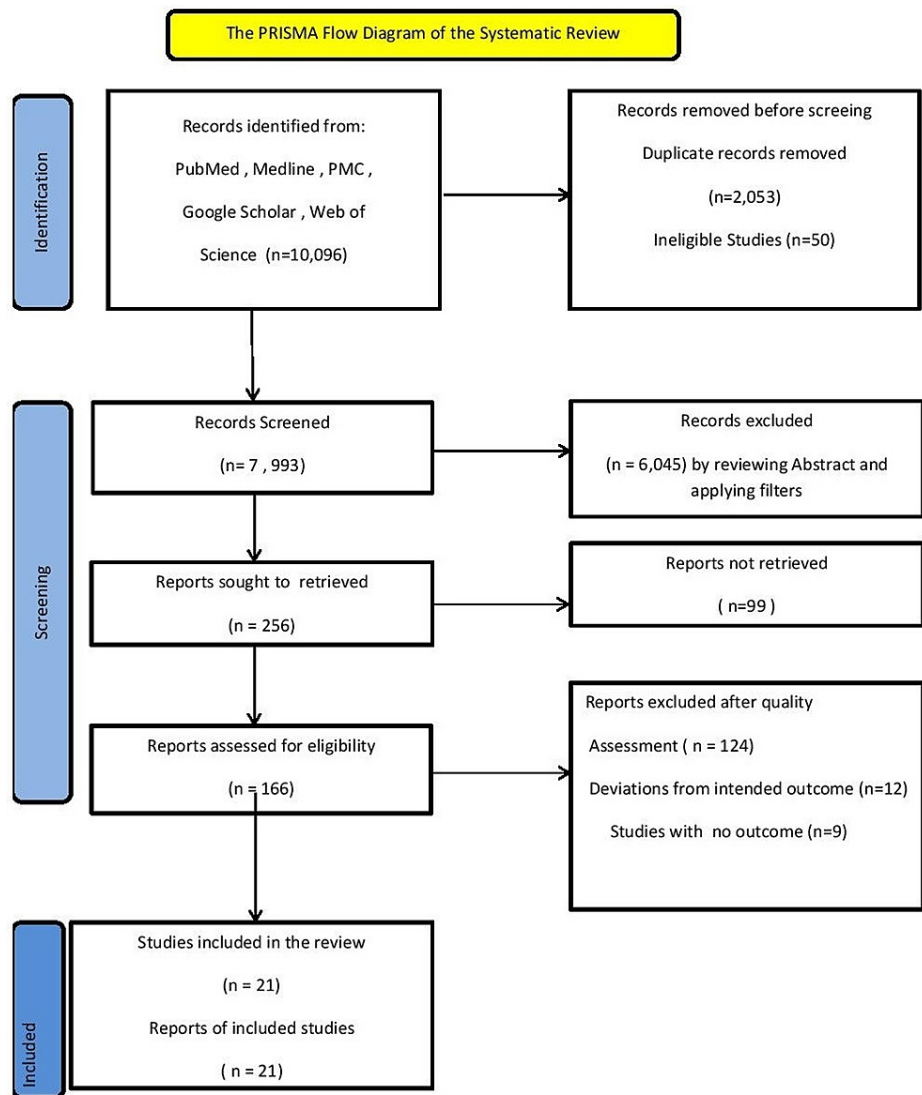 The PRISMA Flow Diagram of the Systematic Review
Identification
Records identified from:
PubMed , Medline , PMC ,
Google Scholar , Web of
Science (n=10,096)
Records removed before screeing
Duplicate records removed
(n=2,053)
Ineligible Studies (n=50)
Screening
Records Screened
(n= 7 , 993)
Records excluded
(n = 6,045) by reviewing Abstract and
applying filters
Reports sought to retrieved
(n = 256)
Reports not retrieved
( n=99 )
Reports assessed for eligibility
(n = 166)
Reports excluded after quality
Assessment ( n = 124)
Deviations from intended outcome (n=12)
Studies with no outcome (n=9)
Included
Studies included in the review
(n = 21)
Reports of included studies
( n = 21)